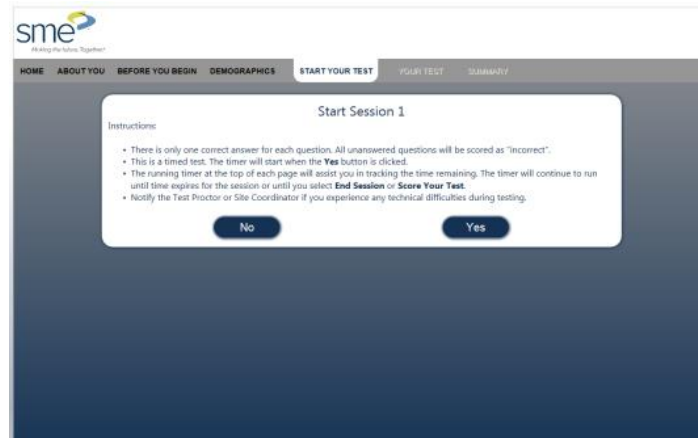 sme
Making the future. Together.®
HOME ABOUT YOU BEFORE YOU BEGIN DEMOGRAPHICS START YOUR TEST YOUR TEST SUMMARY
Start Session 1
Instructions:
• There is only one correct answer for each question. All unanswered questions will be scored as "incorrect".
• This is a timed test. The timer will start when the Yes button is clicked.
• The running timer at the top of each page will assist you in tracking the time remaining. The timer will continue to run
until time expires for the session or until you select End Session or Score Your Test.
• Notify the Test Proctor or Site Coordinator if you experience any technical difficulties during testing.
No Yes